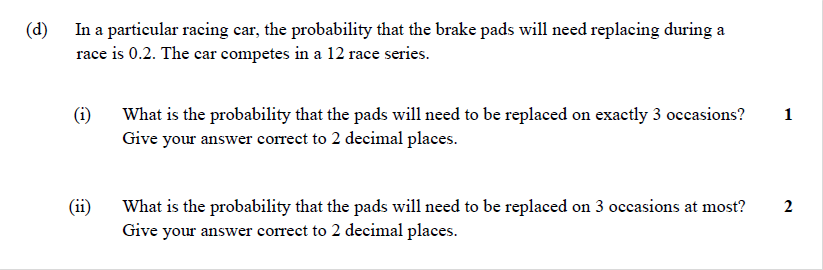 (d) In a particular racing car, the probability that the brake pads will need replacing during a
race is 0.2. The car competes in a 12 race series.
(i) What is the probability that the pads will need to be replaced on exactly 3 occasions? 1
Give your answer correct to 2 decimal places.
(ii) What is the probability that the pads will need to be replaced on 3 occasions at most? 2
Give your answer correct to 2 decimal places.